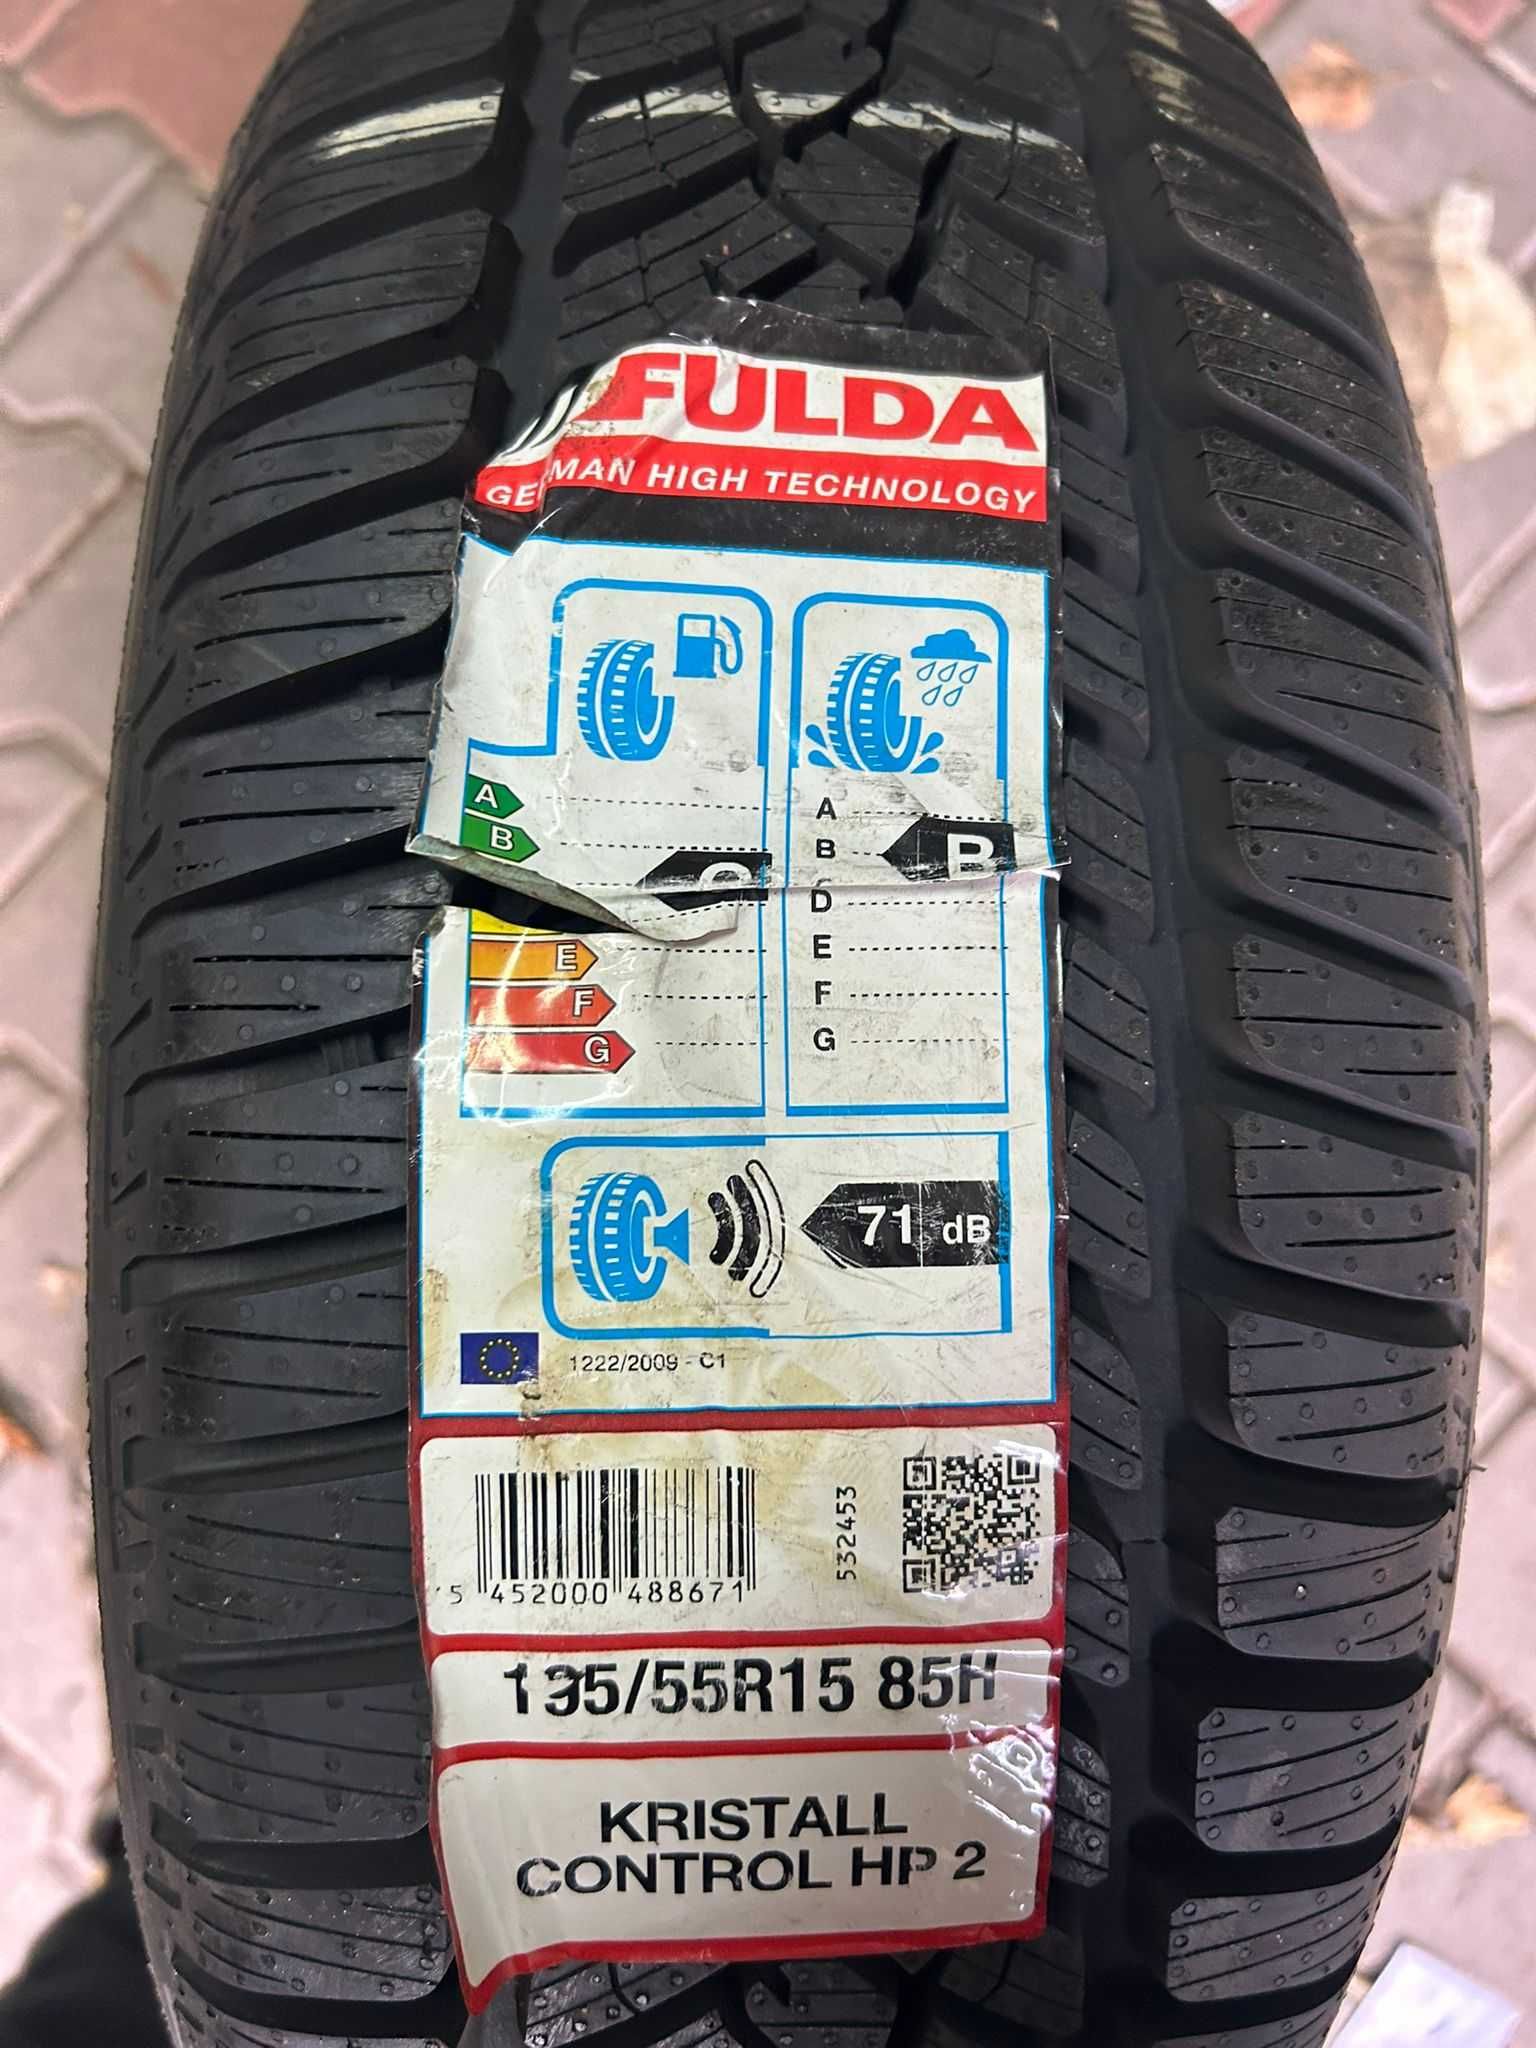 FULDA
GERMAN HIGH TECHNOLOGY
A
B
E
F
G
C
A
B
D
E
F
G
B
71 dB
1222/2009 - C1
5 452000 488671
532453
195/55R15 85H
KRISTALL
CONTROL HP 2